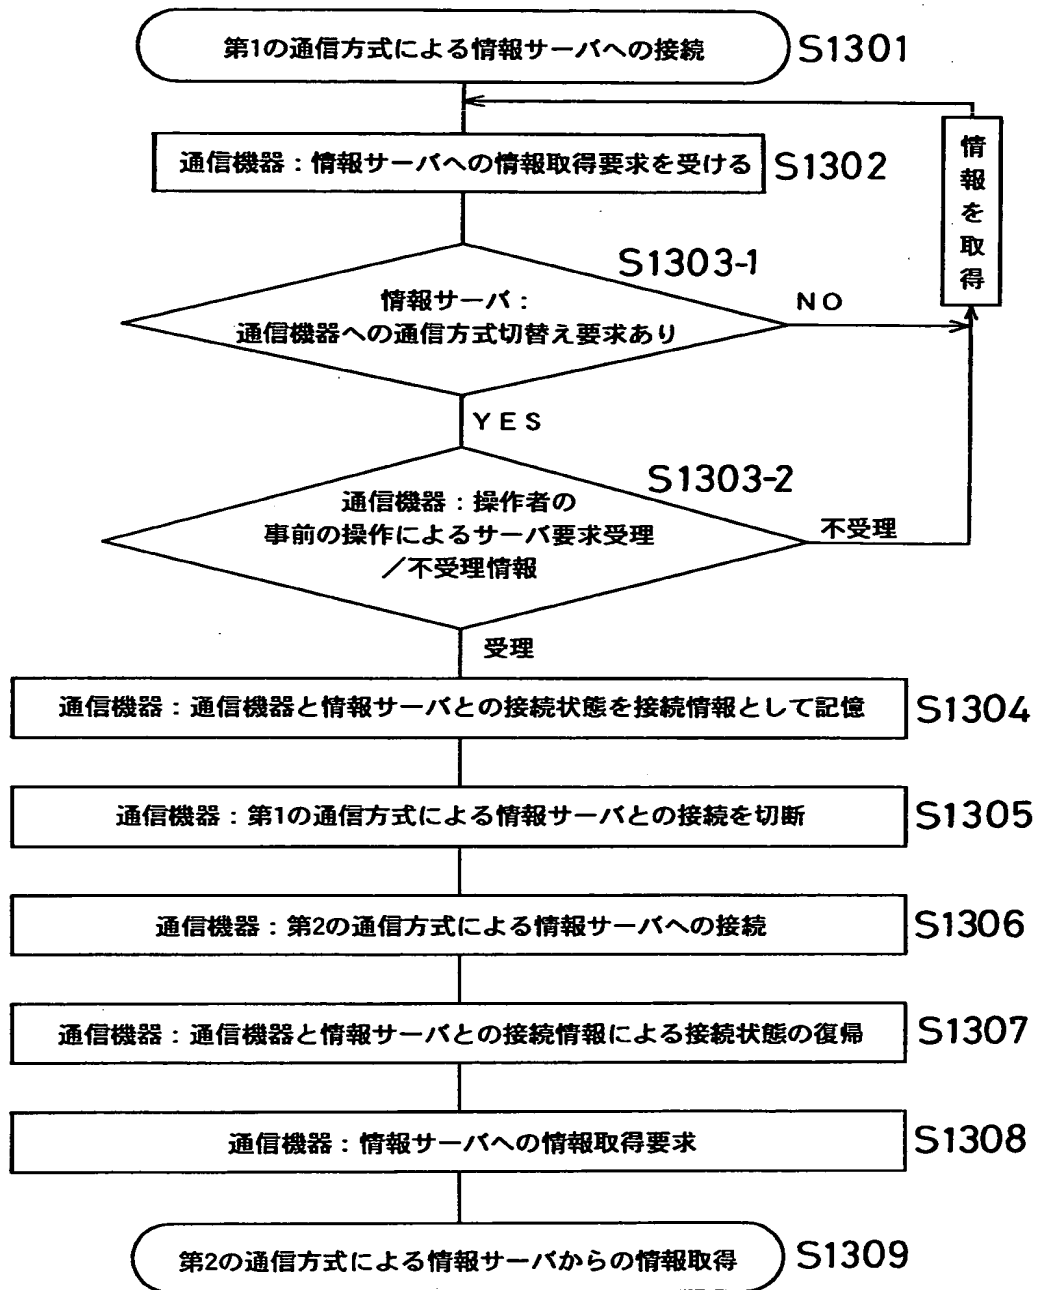 第1の通信方式による情報サーバへの接続 S1301
通信機器：情報サーバへの情報取得要求を受ける S1302
情報を取得
S1303-1
情報サーバ：
通信機器への通信方式切替え要求あり
NO
YES
S1303-2
通信機器：操作者の
事前の操作によるサーバ要求受理
／不受理情報
不受理
受理
通信機器：通信機器と情報サーバとの接続状態を接続情報として記憶 S1304
通信機器：第1の通信方式による情報サーバとの接続を切断 S1305
通信機器：第2の通信方式による情報サーバへの接続 S1306
通信機器：通信機器と情報サーバとの接続情報による接続状態の復帰 S1307
通信機器：情報サーバへの情報取得要求 S1308
第2の通信方式による情報サーバからの情報取得 S1309